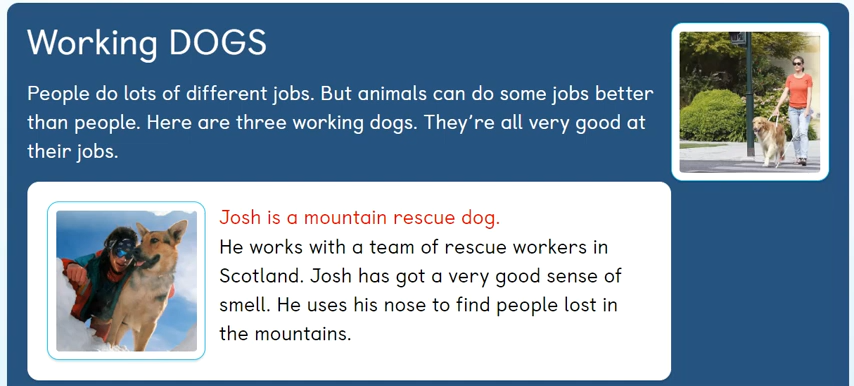 Working DOGS
People do lots of different jobs. But animals can do some jobs better
than people. Here are three working dogs. They're all very good at
their jobs.
Josh is a mountain rescue dog.
He works with a team of rescue workers in
Scotland. Josh has got a very good sense of
smell. He uses his nose to find people lost in
the mountains.